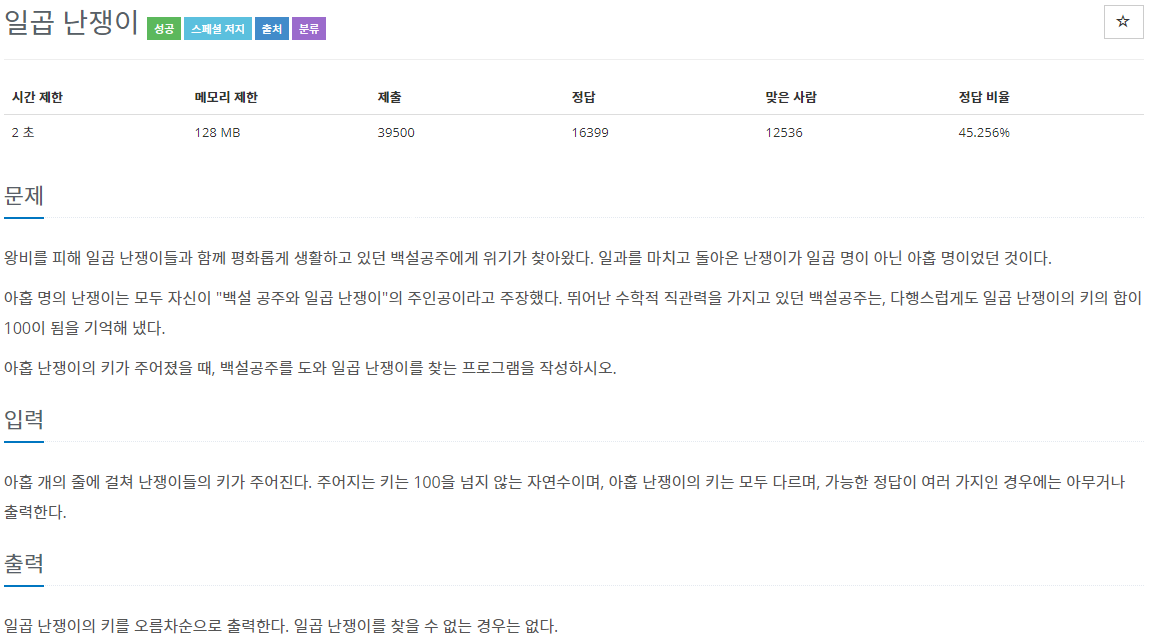 일곱 난쟁이 성공 스페셜 저지 출처 분류
☆
시간 제한 메모리 제한 제출 정답 맞은 사람 정답 비율
2 초 128 MB 39500 16399 12536 45.256%
문제
왕비를 피해 일곱 난쟁이들과 함께 평화롭게 생활하고 있던 백설공주에게 위기가 찾아왔다. 일과를 마치고 돌아온 난쟁이가 일곱 명이 아닌 아홉 명이었던 것이다.
아홉 명의 난쟁이는 모두 자신이 "백설 공주와 일곱 난쟁이"의 주인공이라고 주장했다. 뛰어난 수학적 직관력을 가지고 있던 백설공주는, 다행스럽게도 일곱 난쟁이의 키의 합이
100이 됨을 기억해 냈다.
아홉 난쟁이의 키가 주어졌을 때, 백설공주를 도와 일곱 난쟁이를 찾는 프로그램을 작성하시오.
입력
아홉 개의 줄에 걸쳐 난쟁이들의 키가 주어진다. 주어지는 키는 100을 넘지 않는 자연수이며, 아홉 난쟁이의 키는 모두 다르며, 가능한 정답이 여러 가지인 경우에는 아무거나
출력한다.
출력
일곱 난쟁이의 키를 오름차순으로 출력한다. 일곱 난쟁이를 찾을 수 없는 경우는 없다.